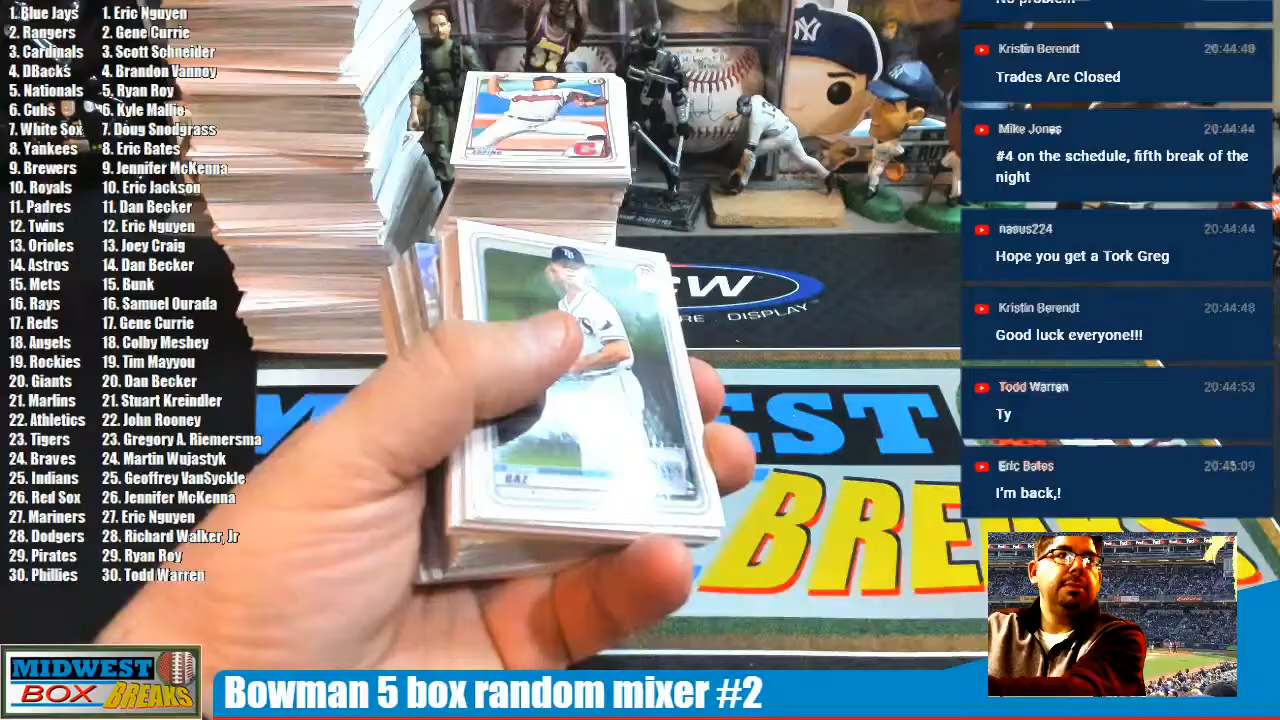 1. Blue Jays 1. Eric Nguyen
2. Rangers 2. Gene Currie
3. Cardinals 3. Scott Schneider
4. DBacks 4. Brandon Vannoy
5. Nationals 5. Ryan Roy
6. Cubs 6. Kyle Mallie
7. White Sox 7. Doug Snodgrass
8. Yankees 8. Eric Bates
9. Brewers 9. Jennifer McKenna
10. Royals 10. Eric Jackson
11. Padres 11. Dan Becker
12. Twins 12. Eric Nguyen
13. Orioles 13. Joey Craig
14. Astros 14. Dan Becker
15. Mets 15. Bunk
16. Rays 16. Samuel Ourada
17. Reds 17. Gene Currie
18. Angels 18. Colby Meshey
19. Rockies 19. Tim Mayyou
20. Giants 20. Dan Becker
21. Marlins 21. Stuart Kreindler
22. Athletics 22. John Rooney
23. Tigers 23. Gregory A. Riemersma
24. Braves 24. Martin Wujastyk
25. Indians 25. Geoffrey VanSyckle
26. Red Sox 26. Jennifer McKenna
27. Mariners 27. Eric Nguyen
28. Dodgers 28. Richard Walker, Jr
29. Pirates 29. Ryan Roy
30. Phillies 30. Todd Warren
No problem
Kristin Berendt 20:44:40
Trades Are Closed
Mike Jones 20:44:44
#4 on the schedule, fifth break of the
night
nasus224 20:44:44
Hope you get a Tork Greg
Kristin Berendt 20:44:48
Good luck everyone!!!
Todd Warren 20:44:53
Ty
Eric Bates 20:45:09
I'm back,!
BAZ
DISPLAY
MIDWEST
BREAKS
MIDWEST
BOX BREAKS
Bowman 5 box random mixer #2